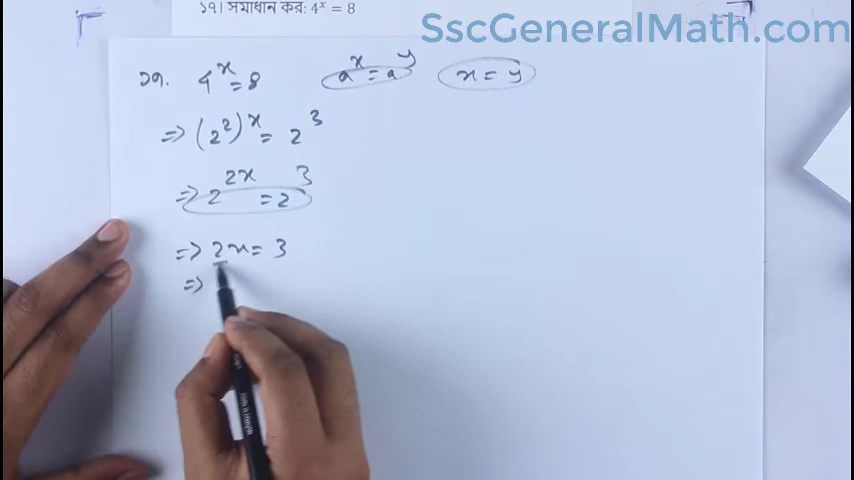 ১৭। সমাধান কর: 4ˣ = 8
SscGeneralMath.com
১৭. 4ˣ = 8 aˣ = aʸ x = y
⇒ (2²)ˣ = 2³
⇒ 2²ˣ = 2³
⇒ 2x = 3
⇒